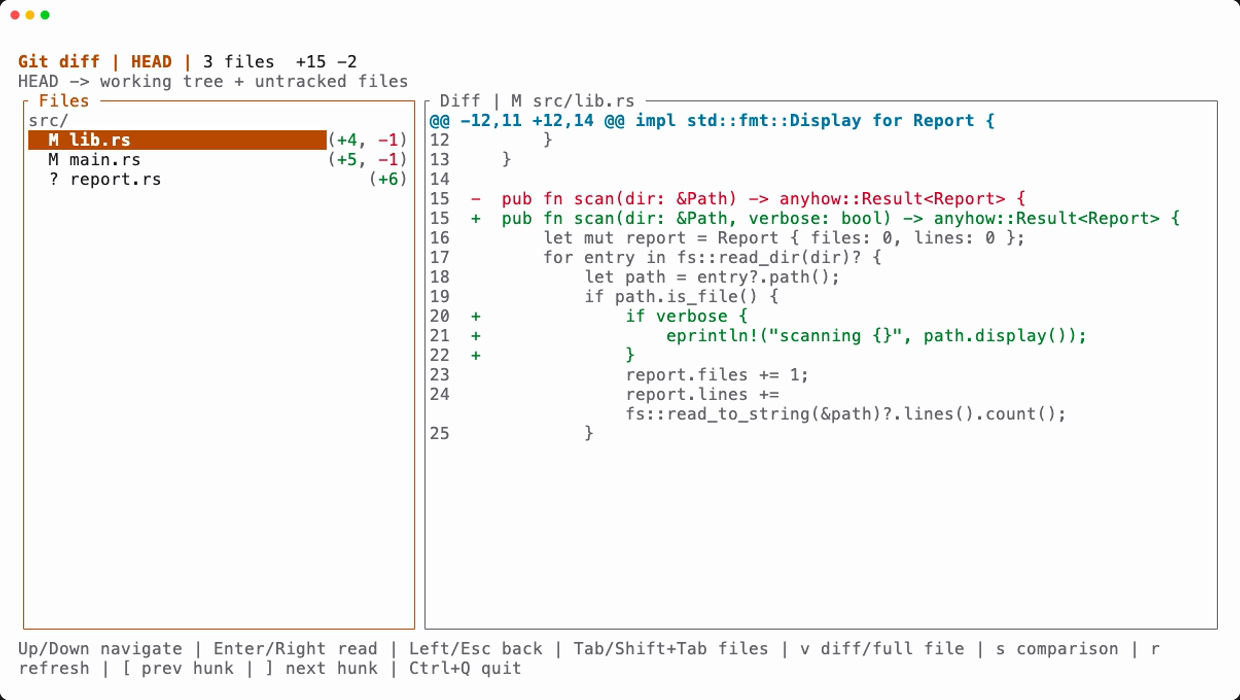 Git diff | HEAD | 3 files  +15 −2
HEAD −> working tree + untracked files
Files
src/
M lib.rs (+4, −1)
M main.rs (+5, −1)
? report.rs (+6)
Diff | M src/lib.rs
@@ −12,11 +12,14 @@ impl std::fmt::Display for Report {
12         }
13     }
14
15  −  pub fn scan(dir: &Path) −> anyhow::Result<Report> {
15  +  pub fn scan(dir: &Path, verbose: bool) −> anyhow::Result<Report> {
16         let mut report = Report { files: 0, lines: 0 };
17         for entry in fs::read_dir(dir)? {
18             let path = entry?.path();
19             if path.is_file() {
20  +              if verbose {
21  +                  eprintln!("scanning {}", path.display());
22  +              }
23                 report.files += 1;
24                 report.lines +=
                   fs::read_to_string(&path)?.lines().count();
25             }
Up/Down navigate | Enter/Right read | Left/Esc back | Tab/Shift+Tab files | v diff/full file | s comparison | r
refresh | [ prev hunk | ] next hunk | Ctrl+Q quit